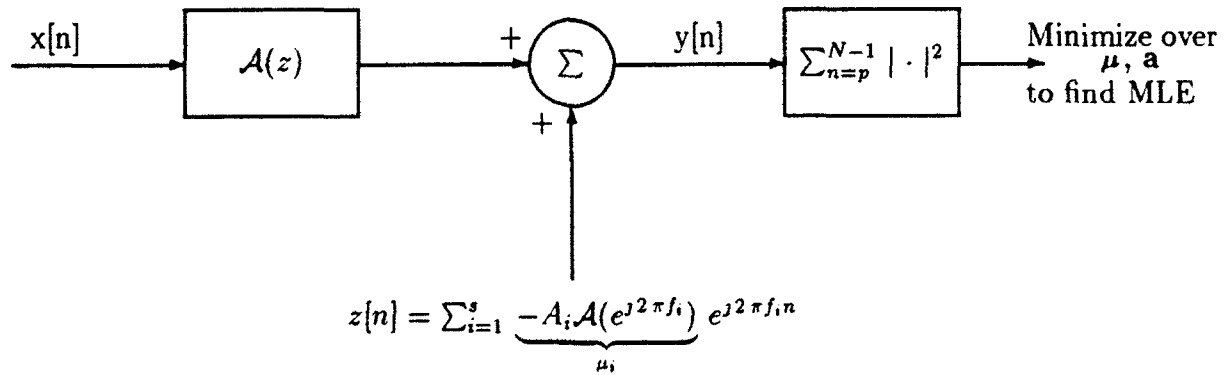 x[n]
𝒜(z)
+
∑
+
y[n]
∑_{n=p}^{N−1} | · |²
Minimize over
μ, a
to find MLE
z[n] = ∑_{i=1}^{s} −A_i 𝒜(e^{j2πf_i}) e^{j2πf_i n}
μ_i